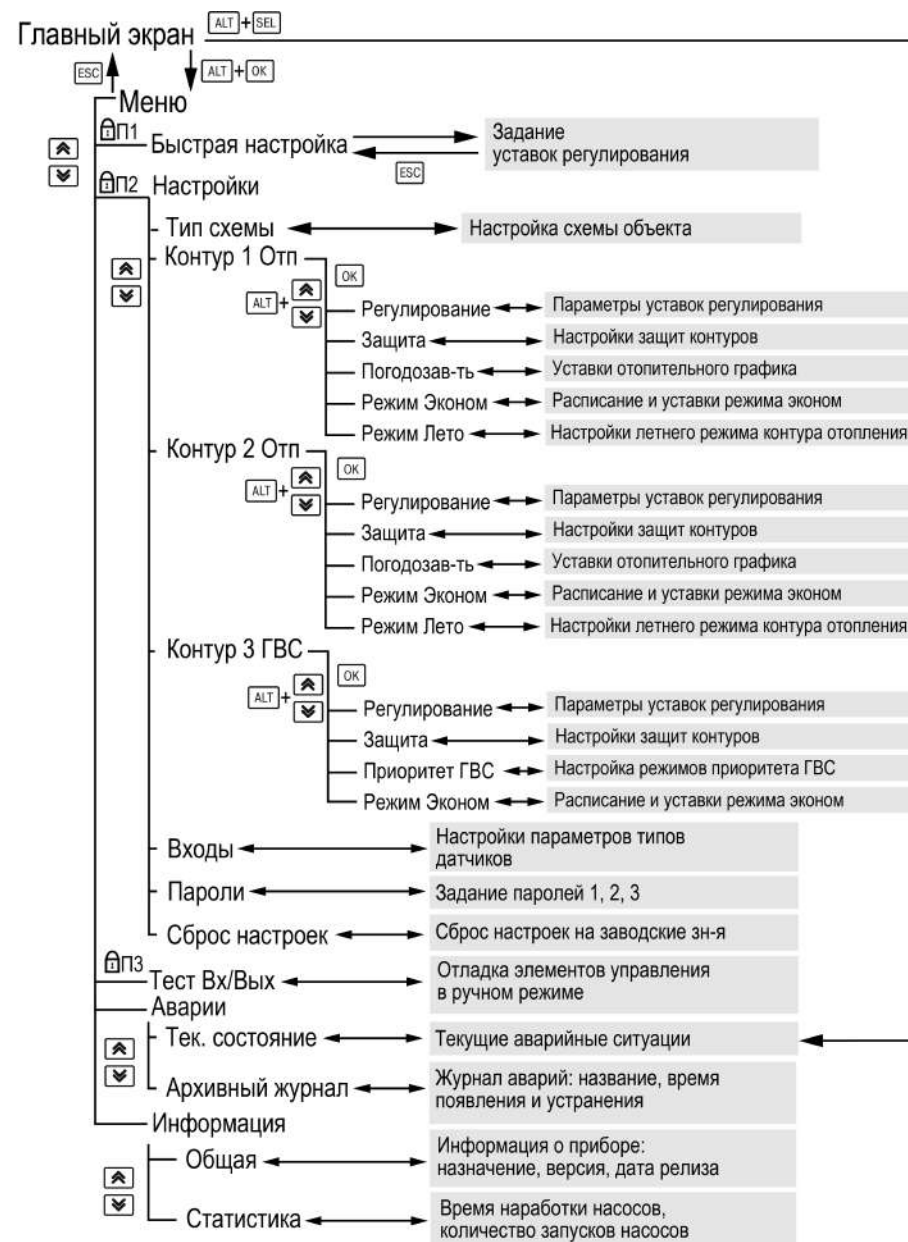 Главный экран
ALT + SEL
ESC
ALT + OK
Меню
П1
Быстрая настройка
Задание
уставок регулирования
ESC
П2 Настройки
Тип схемы
Настройка схемы объекта
Контур 1 Отп
OK
ALT +
Регулирование
Параметры уставок регулирования
Защита
Настройки защит контуров
Погодозав-ть
Уставки отопительного графика
Режим Эконом
Расписание и уставки режима эконом
Режим Лето
Настройки летнего режима контура отопления
Контур 2 Отп
OK
ALT +
Регулирование
Параметры уставок регулирования
Защита
Настройки защит контуров
Погодозав-ть
Уставки отопительного графика
Режим Эконом
Расписание и уставки режима эконом
Режим Лето
Настройки летнего режима контура отопления
Контур 3 ГВС
OK
ALT +
Регулирование
Параметры уставок регулирования
Защита
Настройки защит контуров
Приоритет ГВС
Настройка режимов приоритета ГВС
Режим Эконом
Расписание и уставки режима эконом
Входы
Настройки параметров типов
датчиков
Пароли
Задание паролей 1, 2, 3
Сброс настроек
Сброс настроек на заводские зн-я
П3
Тест Вх/Вых
Отладка элементов управления
в ручном режиме
Аварии
Тек. состояние
Текущие аварийные ситуации
Архивный журнал
Журнал аварий: название, время
появления и устранения
Информация
Общая
Информация о приборе:
назначение, версия, дата релиза
Статистика
Время наработки насосов,
количество запусков насосов